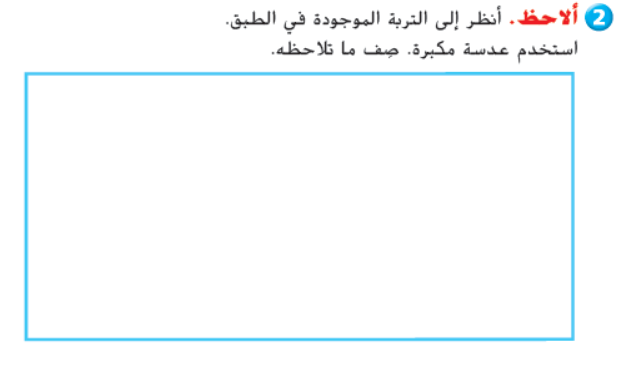 2 ألاحظ. أنظر إلى التربة الموجودة في الطبق.
استخدم عدسة مكبرة. صِف ما تلاحظه.